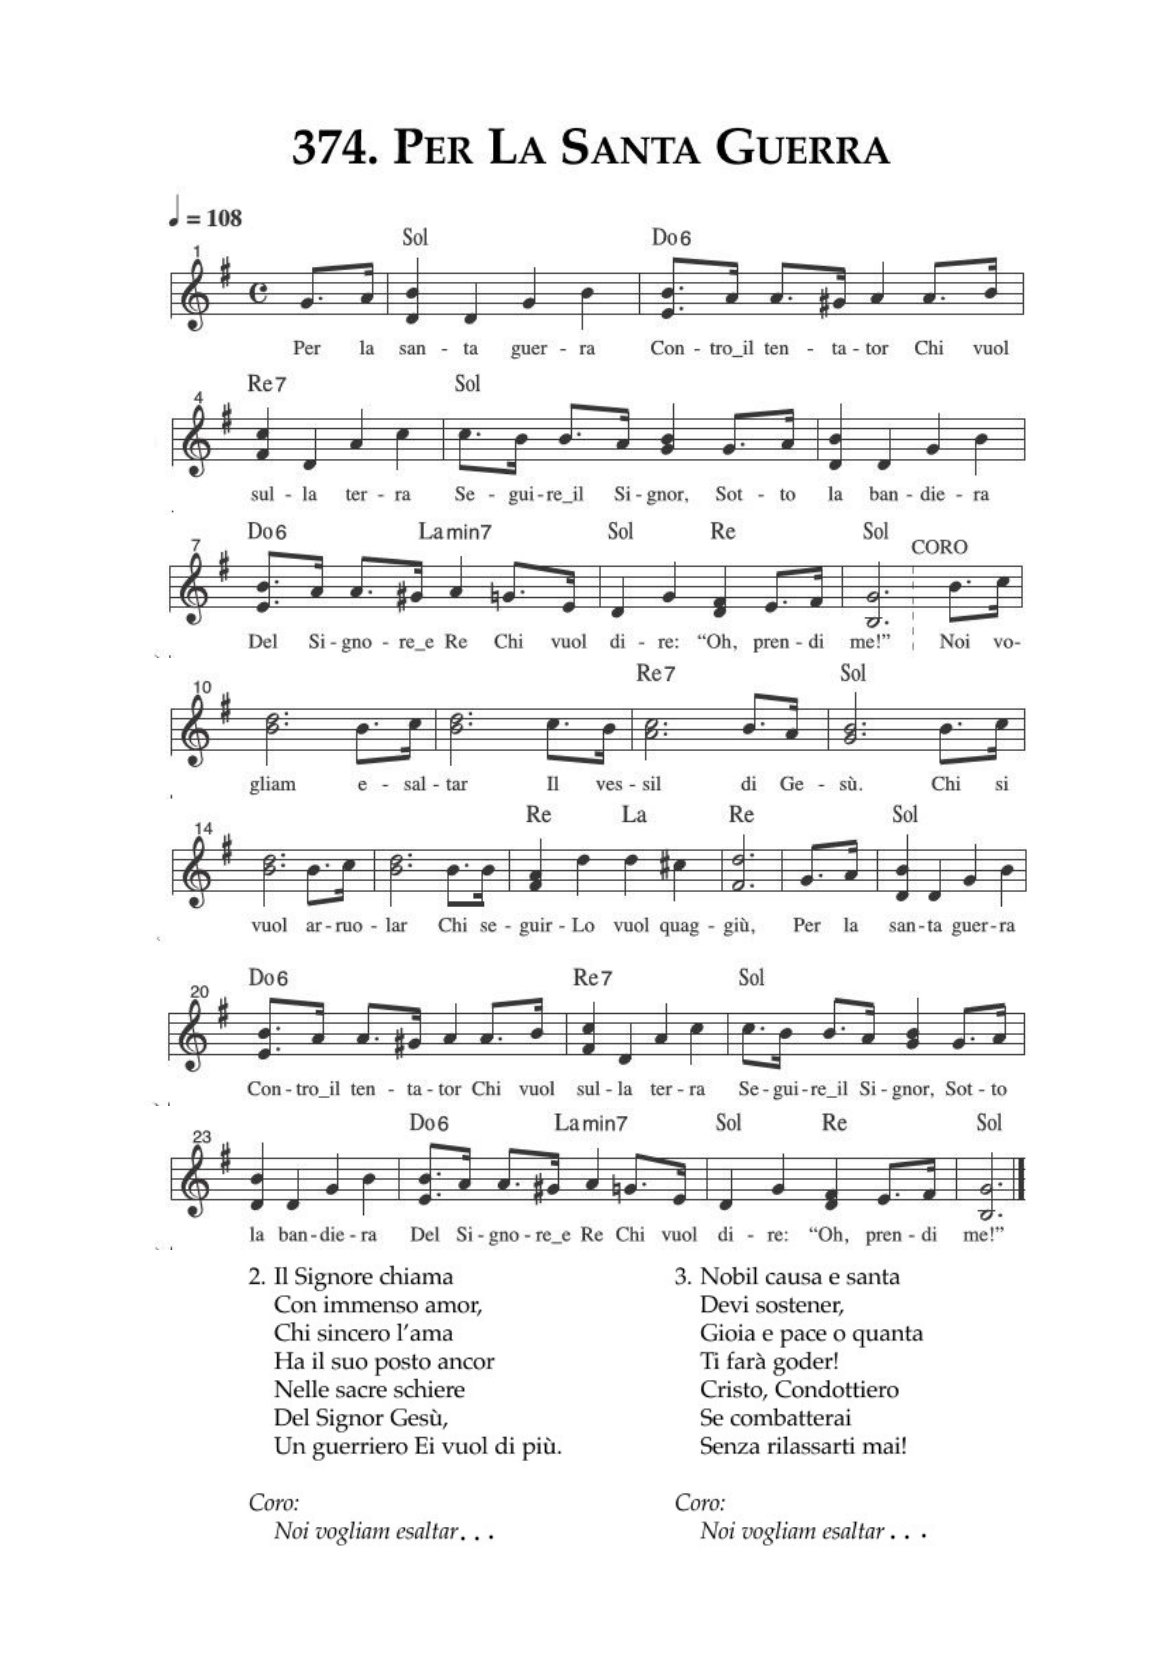 374. PER LA SANTA GUERRA
= 108
Sol Do6
1
Per la san - ta guer - ra Con - tro_il ten - ta - tor Chi vuol
Re7 Sol
4
sul - la ter - ra Se - gui - re_il Si - gnor, Sot - to la ban - die - ra
Do6 Lamin7 Sol Re Sol
7 CORO
Del Si - gno - re_e Re Chi vuol di - re: “Oh, pren - di me!” Noi vo-
Re7 Sol
10
gliam e - sal - tar Il ves - sil di Ge - sù. Chi si
Re La Re Sol
14
vuol ar - ruo - lar Chi se - guir - Lo vuol quag - giù, Per la san - ta guer - ra
Do6 Re7 Sol
20
Con - tro_il ten - ta - tor Chi vuol sul - la ter - ra Se - gui - re_il Si - gnor, Sot - to
Do6 Lamin7 Sol Re Sol
23
la ban - die - ra Del Si - gno - re_e Re Chi vuol di - re: “Oh, pren - di me!”
2. Il Signore chiama
Con immenso amor,
Chi sincero l’ama
Ha il suo posto ancor
Nelle sacre schiere
Del Signor Gesù,
Un guerriero Ei vuol di più.
Coro:
Noi vogliam esaltar. . .
3. Nobil causa e santa
Devi sostener,
Gioia e pace o quanta
Ti farà goder!
Cristo, Condottiero
Se combatterai
Senza rilassarti mai!
Coro:
Noi vogliam esaltar . . .